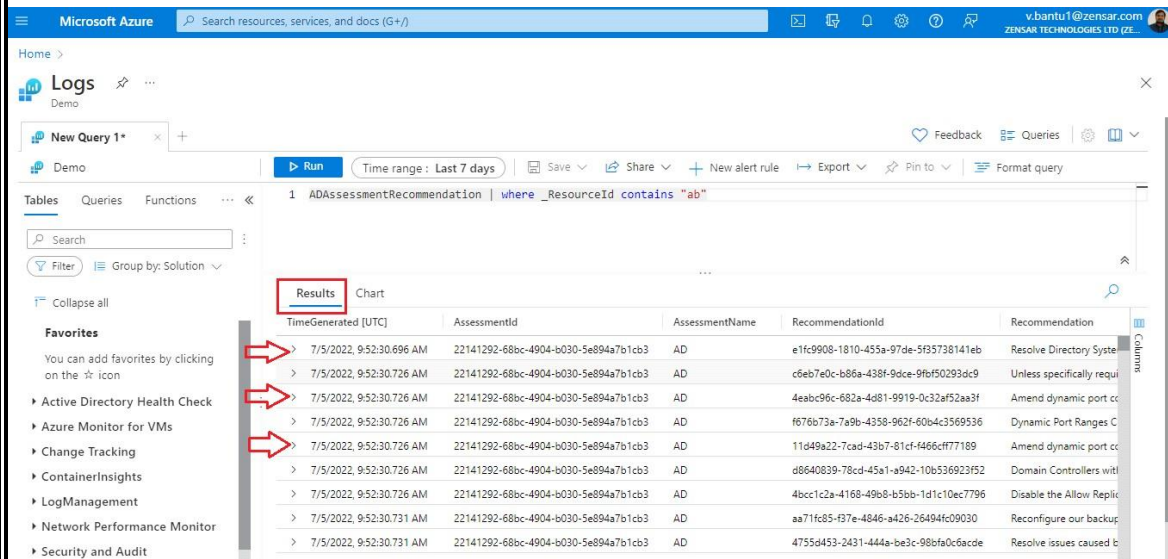 Microsoft Azure
Search resources, services, and docs (G+/)
v.bantu1@zensar.com
ZENSAR TECHNOLOGIES LTD (ZE...
Home >
Logs
...
Demo
New Query 1*
Feedback
Queries
Demo
Run
Time range : Last 7 days
Save
Share
New alert rule
Export
Pin to
Format query
Tables Queries Functions ...
1 ADAssessmentRecommendation | where _ResourceId contains "ab"
Search
Filter
Group by: Solution
Collapse all
Favorites
You can add favorites by clicking
on the ☆ icon
Active Directory Health Check
Azure Monitor for VMs
Change Tracking
ContainerInsights
LogManagement
Network Performance Monitor
Security and Audit
Results Chart
TimeGenerated [UTC] AssessmentId AssessmentName RecommendationId Recommendation
7/5/2022, 9:52:30.696 AM 22141292-68bc-4904-b030-5e894a7b1cb3 AD e1fc9908-1810-455a-97de-5f35738141eb Resolve Directory Syste
7/5/2022, 9:52:30.726 AM 22141292-68bc-4904-b030-5e894a7b1cb3 AD c6eb7e0c-b86a-438f-9dce-9fbf50293dc9 Unless specifically requi
7/5/2022, 9:52:30.726 AM 22141292-68bc-4904-b030-5e894a7b1cb3 AD 4eabc96c-682a-4d81-9919-0c32af52aa3f Amend dynamic port cc
7/5/2022, 9:52:30.726 AM 22141292-68bc-4904-b030-5e894a7b1cb3 AD f676b73a-7a9b-4358-962f-60b4c3569536 Dynamic Port Ranges C
7/5/2022, 9:52:30.726 AM 22141292-68bc-4904-b030-5e894a7b1cb3 AD 11d49a22-7cad-43b7-81cf-f466cff77189 Amend dynamic port cc
7/5/2022, 9:52:30.726 AM 22141292-68bc-4904-b030-5e894a7b1cb3 AD d8640839-78cd-45a1-a942-10b536923f52 Domain Controllers witl
7/5/2022, 9:52:30.726 AM 22141292-68bc-4904-b030-5e894a7b1cb3 AD 4bcc1c2a-4168-49b8-b5bb-1d1c10ec7796 Disable the Allow Replic
7/5/2022, 9:52:30.731 AM 22141292-68bc-4904-b030-5e894a7b1cb3 AD aa71fc85-f37e-4846-a426-26494fc09030 Reconfigure our backup
7/5/2022, 9:52:30.731 AM 22141292-68bc-4904-b030-5e894a7b1cb3 AD 4755d453-2431-444a-be3c-98bfa0c6acde Resolve issues caused b
Columns